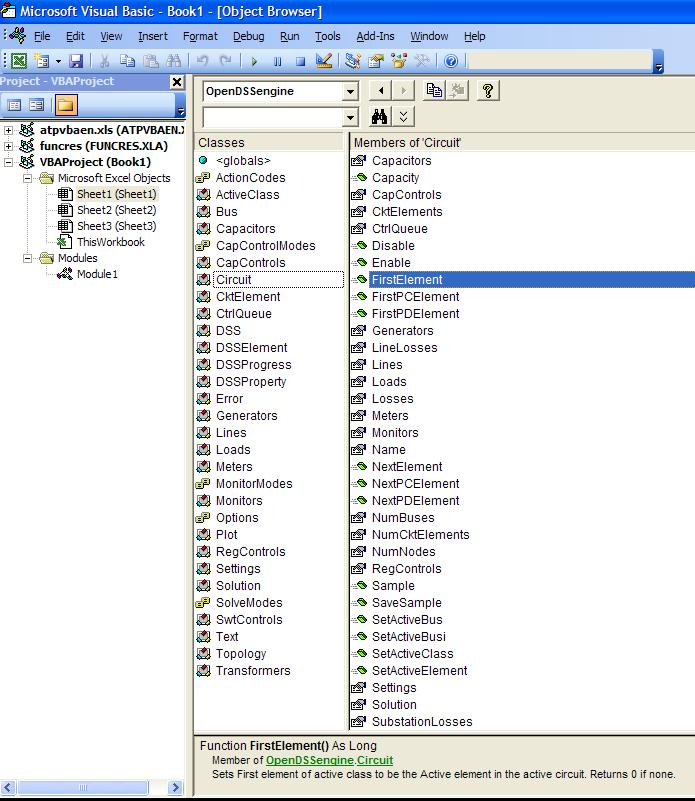 Microsoft Visual Basic - Book1 - [Object Browser]
File Edit View Insert Format Debug Run Tools Add-Ins Window Help
Project - VBAProject
atpvbaen.xls (ATPVBAEN.X
funcres (FUNCRES.XLA)
VBAProject (Book1)
Microsoft Excel Objects
Sheet1 (Sheet1)
Sheet2 (Sheet2)
Sheet3 (Sheet3)
ThisWorkbook
Modules
Module1
OpenDSSengine
Classes
<globals>
ActionCodes
ActiveClass
Bus
Capacitors
CapControlModes
CapControls
Circuit
CktElement
CtrlQueue
DSS
DSSElement
DSSProgress
DSSProperty
Error
Generators
Lines
Loads
Meters
MonitorModes
Monitors
Options
Plot
RegControls
Settings
Solution
SolveModes
SwtControls
Text
Topology
Transformers
Members of 'Circuit'
Capacitors
Capacity
CapControls
CktElements
CtrlQueue
Disable
Enable
FirstElement
FirstPCElement
FirstPDElement
Generators
LineLosses
Lines
Loads
Losses
Meters
Monitors
Name
NextElement
NextPCElement
NextPDElement
NumBuses
NumCktElements
NumNodes
RegControls
Sample
SaveSample
SetActiveBus
SetActiveBusi
SetActiveClass
SetActiveElement
Settings
Solution
SubstationLosses
Function FirstElement() As Long
Member of OpenDSSengine.Circuit
Sets First element of active class to be the Active element in the active circuit. Returns 0 if none.